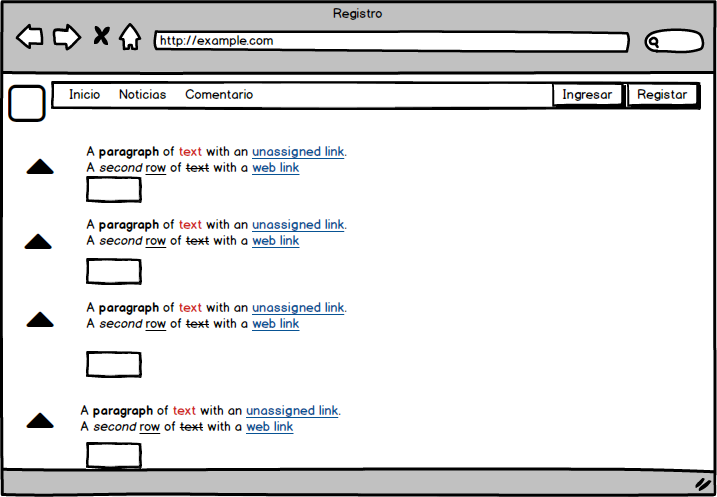 Registro
http://example.com
Inicio Noticias Comentario Ingresar Registar
A paragraph of text with an unassigned link.
A second row of text with a web link
A paragraph of text with an unassigned link.
A second row of text with a web link
A paragraph of text with an unassigned link.
A second row of text with a web link
A paragraph of text with an unassigned link.
A second row of text with a web link